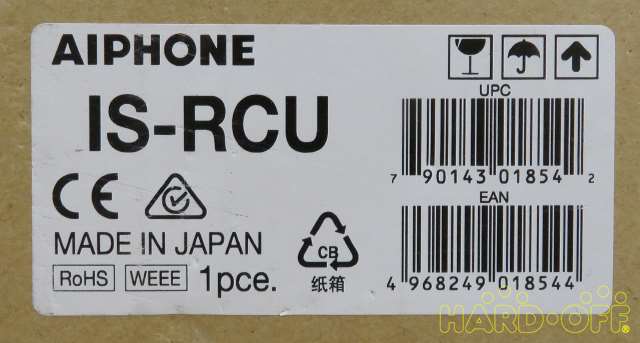 AIPHONE
IS-RCU
UPC
7 90143 01854 2
EAN
4 968249 018544
CE
MADE IN JAPAN
RoHS WEEE 1pce.
CB
纸箱
HARD-OFF